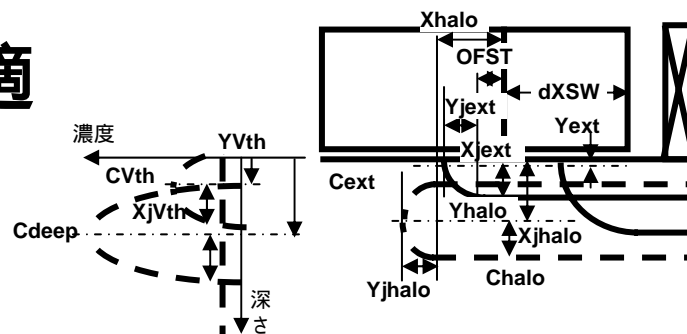 適
Xhalo
OFST
dXSW
Yjext
Yext
濃度
YVth
Xjext
CVth
Cext
XjVth
Yhalo
Cdeep
Xjhalo
Chalo
Yjhalo
深
さ